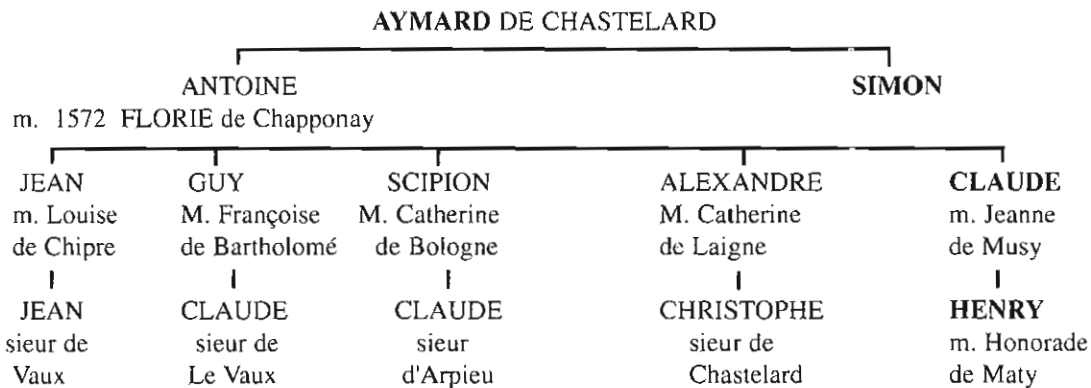 AYMARD DE CHASTELARD
ANTOINE SIMON
m. 1572 FLORIE de Chapponay
JEAN GUY SCIPION ALEXANDRE CLAUDE
m. Louise M. Françoise M. Catherine M. Catherine m. Jeanne
de Chipre de Bartholomé de Bologne de Laigne de Musy
JEAN CLAUDE CLAUDE CHRISTOPHE HENRY
sieur de sieur de sieur sieur de m. Honorade
Vaux Le Vaux d'Arpieu Chastelard de Maty